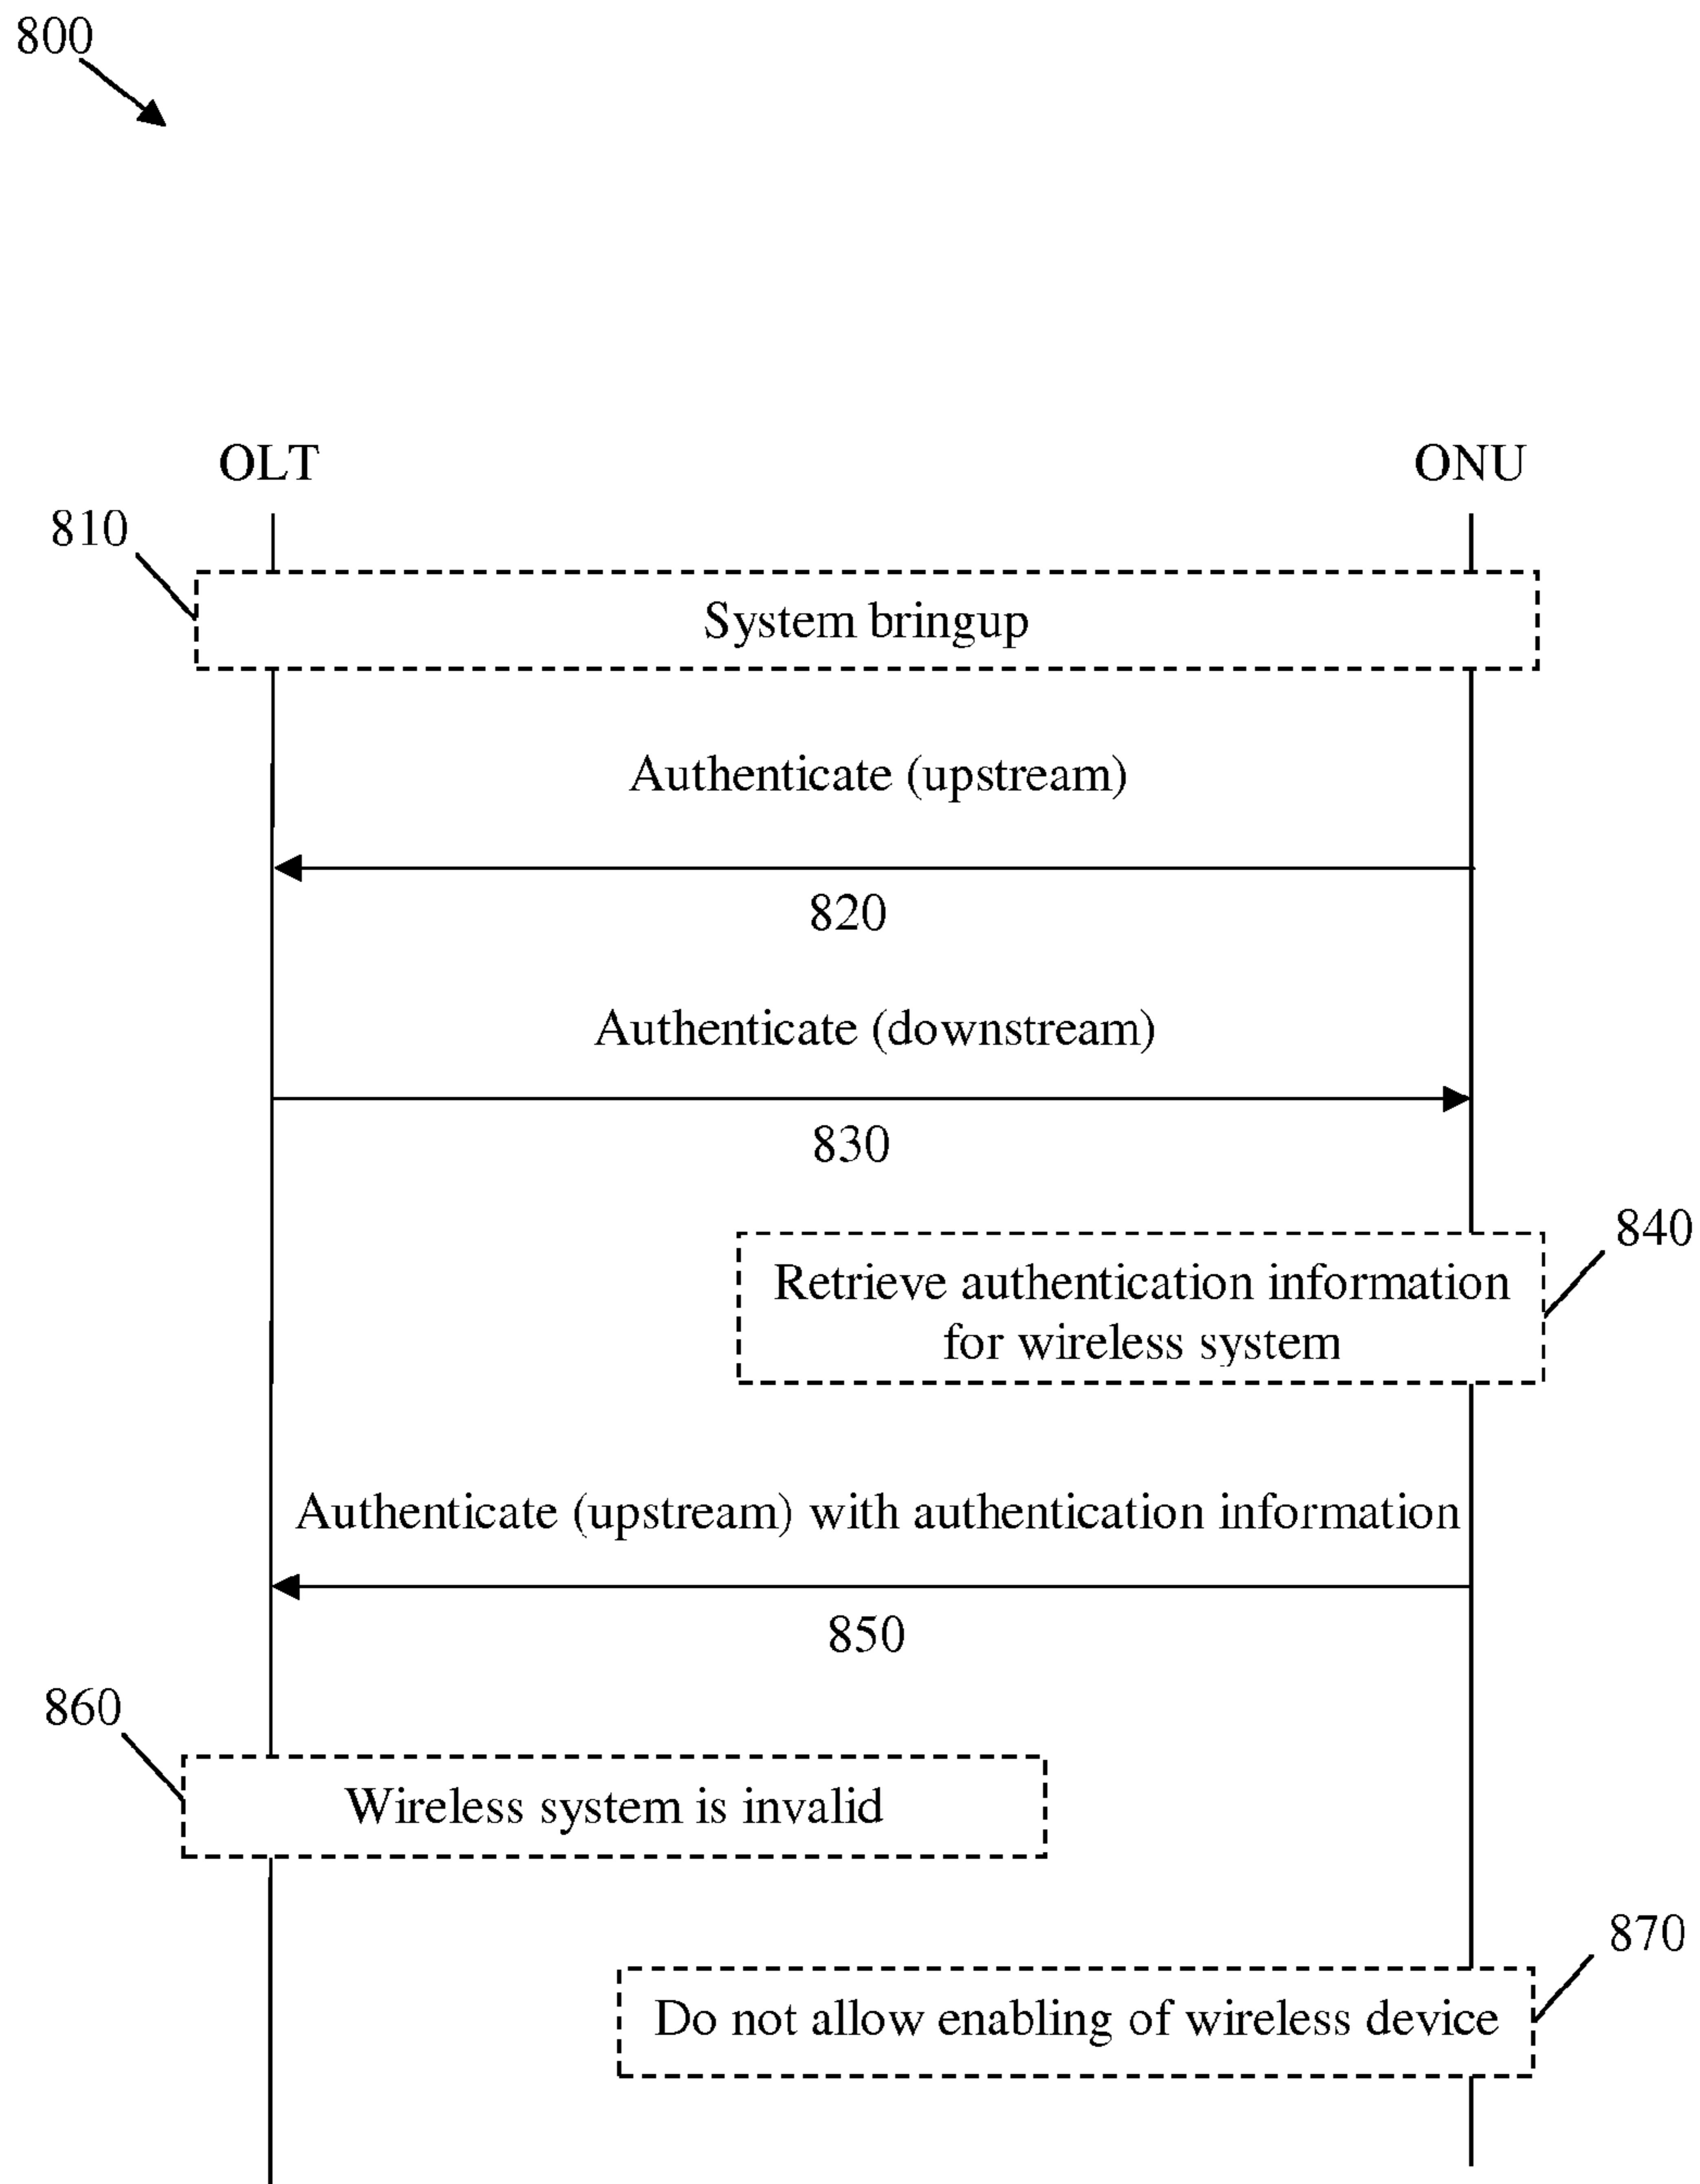 800
OLT
ONU
810
System bringup
Authenticate (upstream)
820
Authenticate (downstream)
830
840
Retrieve authentication information
for wireless system
Authenticate (upstream) with authentication information
850
860
Wireless system is invalid
870
Do not allow enabling of wireless device